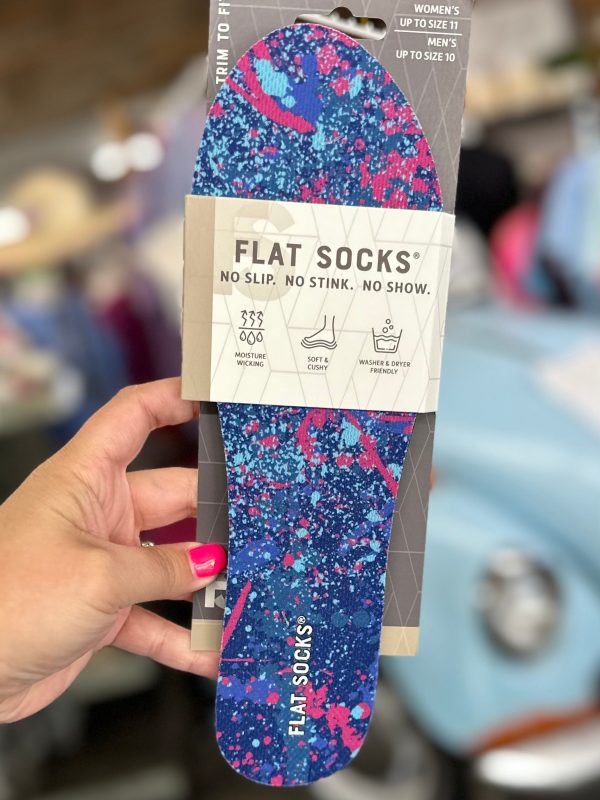 TRIM TO FI
WOMEN'S
UP TO SIZE 11
MEN'S
UP TO SIZE 10
FLAT SOCKS®
NO SLIP. NO STINK. NO SHOW.
MOISTURE
WICKING
SOFT &
CUSHY
WASHER & DRYER
FRIENDLY
FLAT SOCKS®